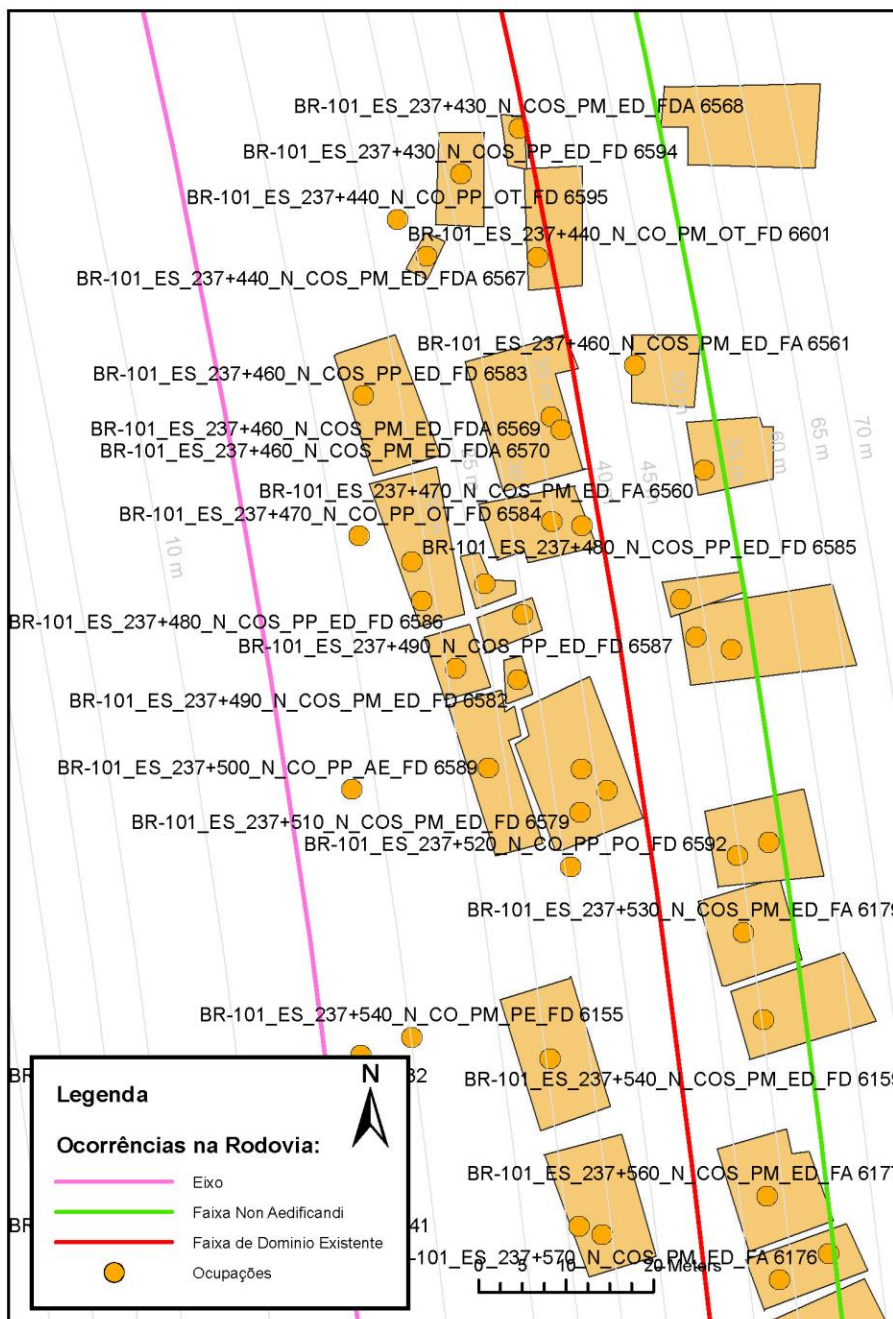 BR-101_ES_237+430_N_COS_PM_ED_FDA 6568
BR-101_ES_237+430_N_COS_PP_ED_FD 6594
BR-101_ES_237+440_N_CO_PP_OT_FD 6595
BR-101_ES_237+440_N_CO_PM_OT_FD 6601
BR-101_ES_237+440_N_COS_PM_ED_FDA 6567
BR-101_ES_237+460_N_COS_PM_ED_FA 6561
BR-101_ES_237+460_N_COS_PP_ED_FD 6583
BR-101_ES_237+460_N_COS_PM_ED_FDA 6569
BR-101_ES_237+460_N_COS_PM_ED_FDA 6570
60 m
65 m
70 m
BR-101_ES_237+470_N_COS_PM_ED_FA 6560
BR-101_ES_237+470_N_CO_PP_OT_FD 6584
BR-101_ES_237+480_N_COS_PP_ED_FD 6585
10 m
BR-101_ES_237+480_N_COS_PP_ED_FD 6586
BR-101_ES_237+490_N_COS_PP_ED_FD 6587
BR-101_ES_237+490_N_COS_PM_ED_FD 6582
BR-101_ES_237+500_N_CO_PP_AE_FD 6589
BR-101_ES_237+510_N_COS_PM_ED_FD 6579
BR-101_ES_237+520_N_CO_PP_PO_FD 6592
BR-101_ES_237+530_N_COS_PM_ED_FA 6179
BR-101_ES_237+540_N_CO_PM_PE_FD 6155
BR-101_ES_237+540_N_COS_PM_ED_FD 6159
BR-101_ES_237+560_N_COS_PM_ED_FA 6177
-101_ES_237+570_N_COS_PM_ED_FA 6176
0 5 10 20 Meters
N
Legenda
Ocorrências na Rodovia:
Eixo
Faixa Non Aedificandi
Faixa de Dominio Existente
Ocupações